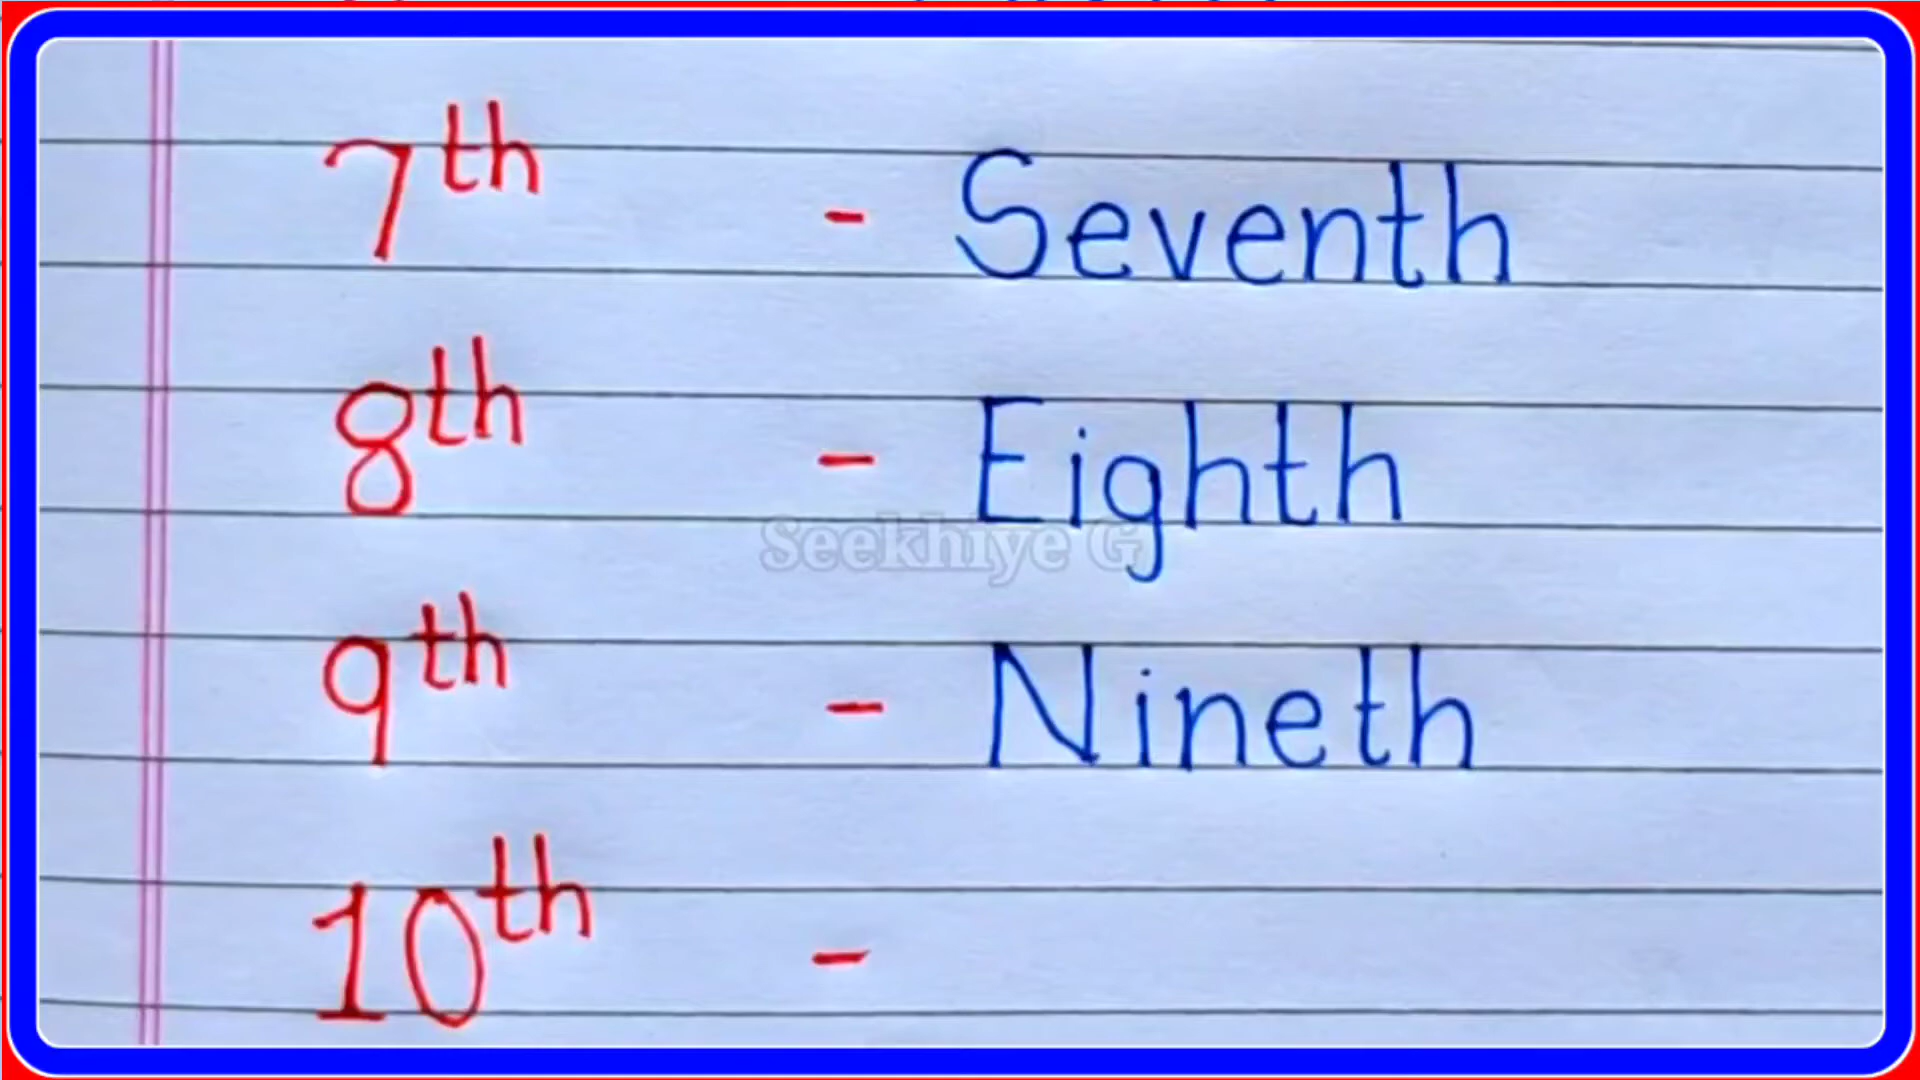 7th - Seventh
8th - Eighth
Seekhiye G
9th - Nineth
10th -